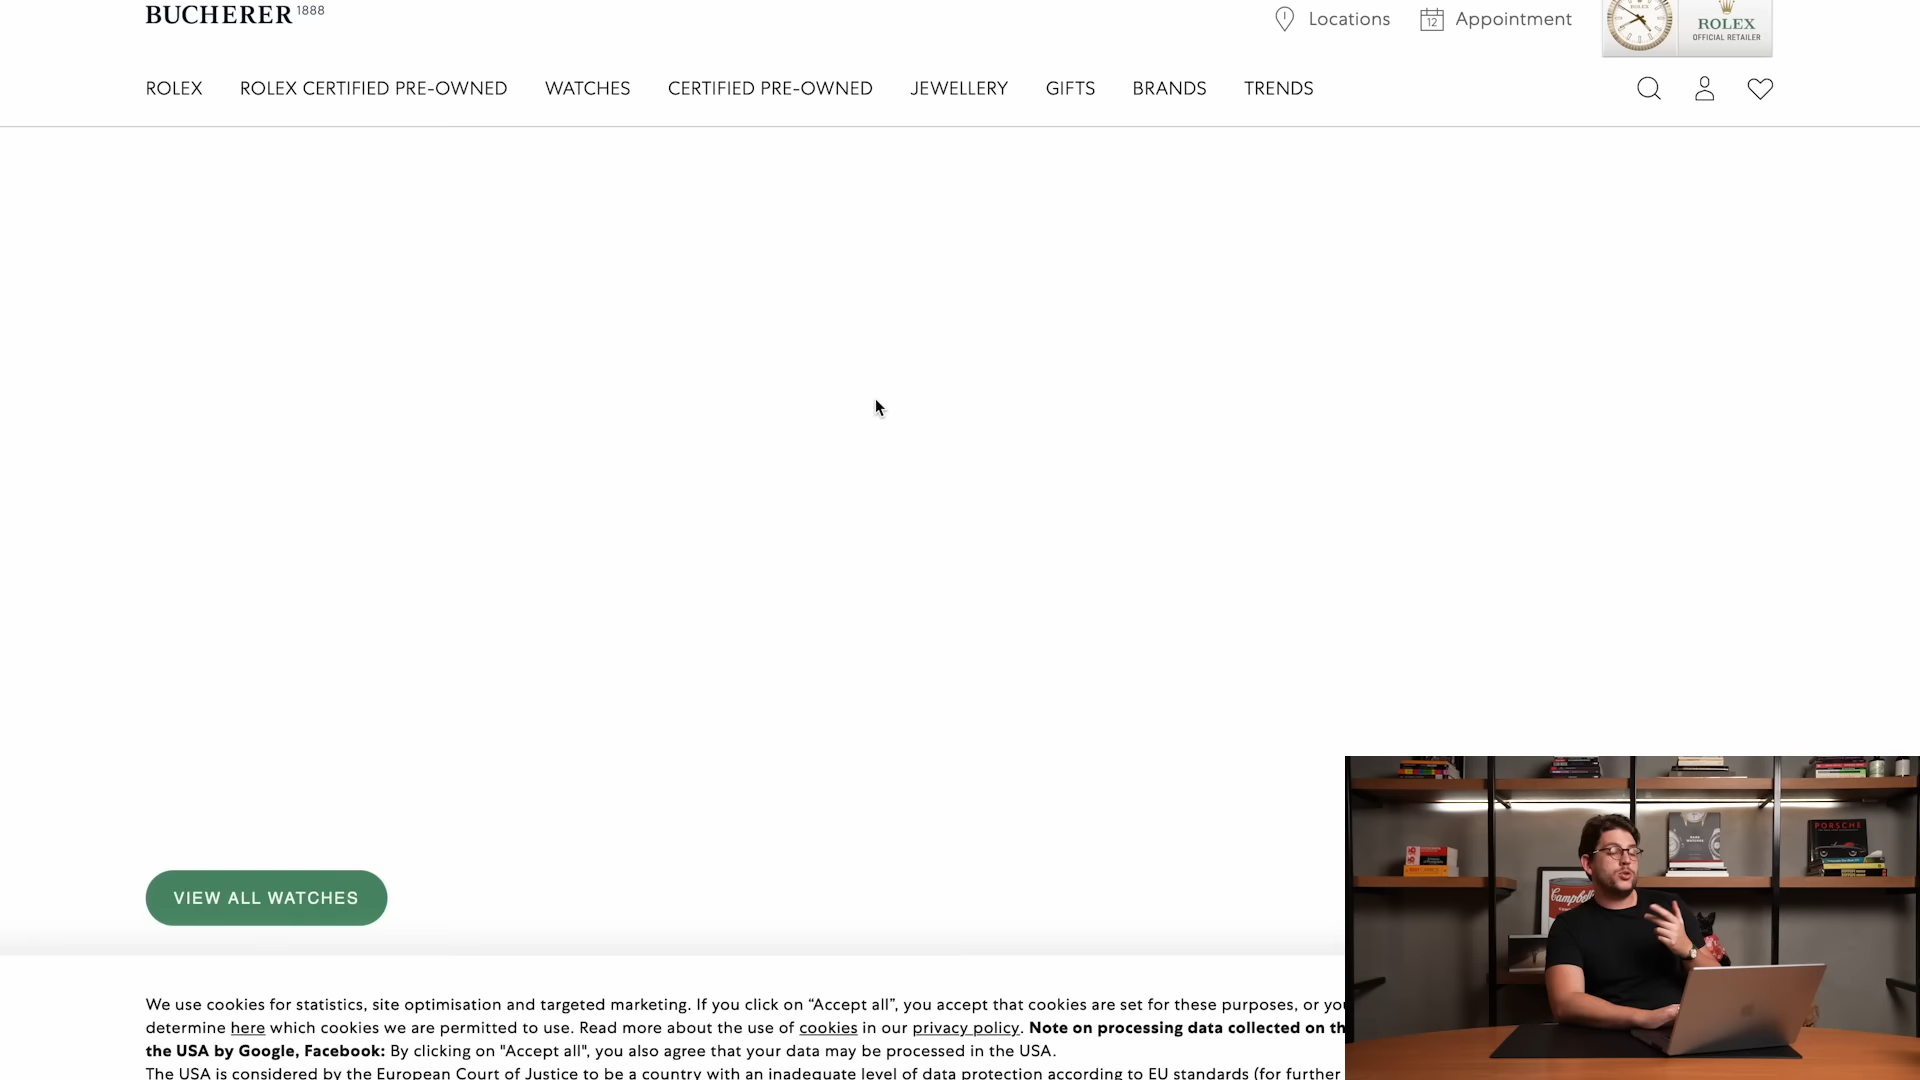 BUCHERER 1888
Locations
12
Appointment
ROLEX
ROLEX
OFFICIAL RETAILER
ROLEX
ROLEX CERTIFIED PRE-OWNED
WATCHES
CERTIFIED PRE-OWNED
JEWELLERY
GIFTS
BRANDS
TRENDS
VIEW ALL WATCHES
We use cookies for statistics, site optimisation and targeted marketing. If you click on “Accept all”, you accept that cookies are set for these purposes, or
determine here which cookies we are permitted to use. Read more about the use of cookies in our privacy policy. Note on processing data collected on
the USA by Google, Facebook: By clicking on "Accept all", you also agree that your data may be processed in the USA.
The USA is considered by the European Court of Justice to be a country with an inadequate level of data protection according to EU standards (for further
PORSCHE
Campbell's